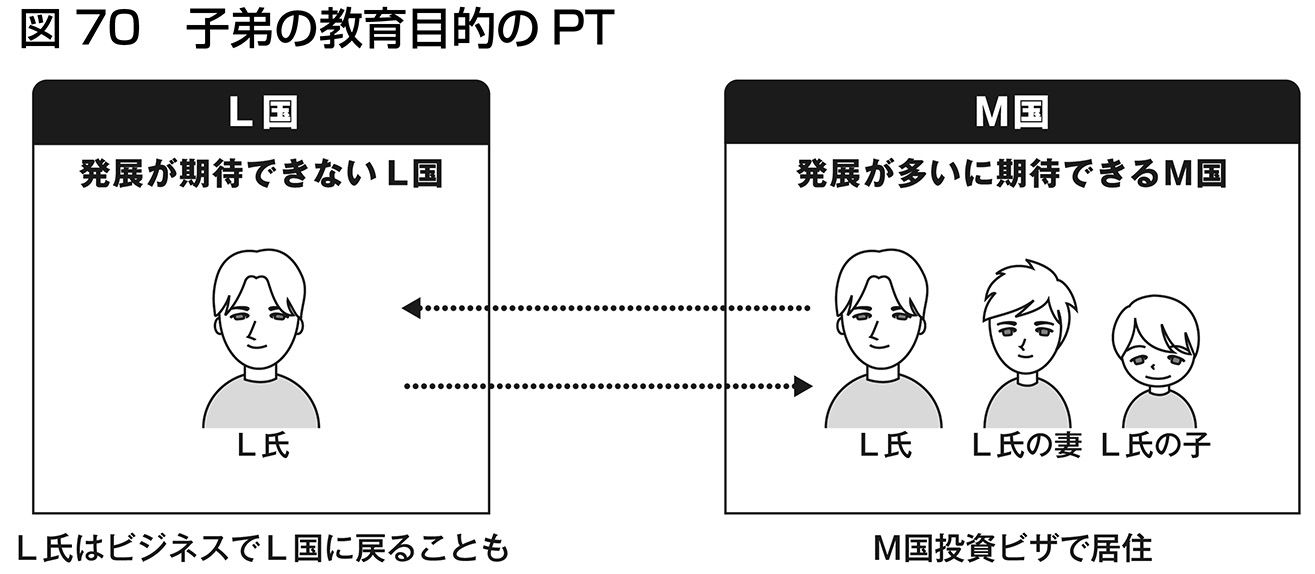 図 70　子弟の教育目的の PT
L 国
発展が期待できない L 国
L 氏
L 氏はビジネスで L 国に戻ることも
M国
発展が多いに期待できるM国
L 氏
L 氏の妻
L 氏の子
M国投資ビザで居住